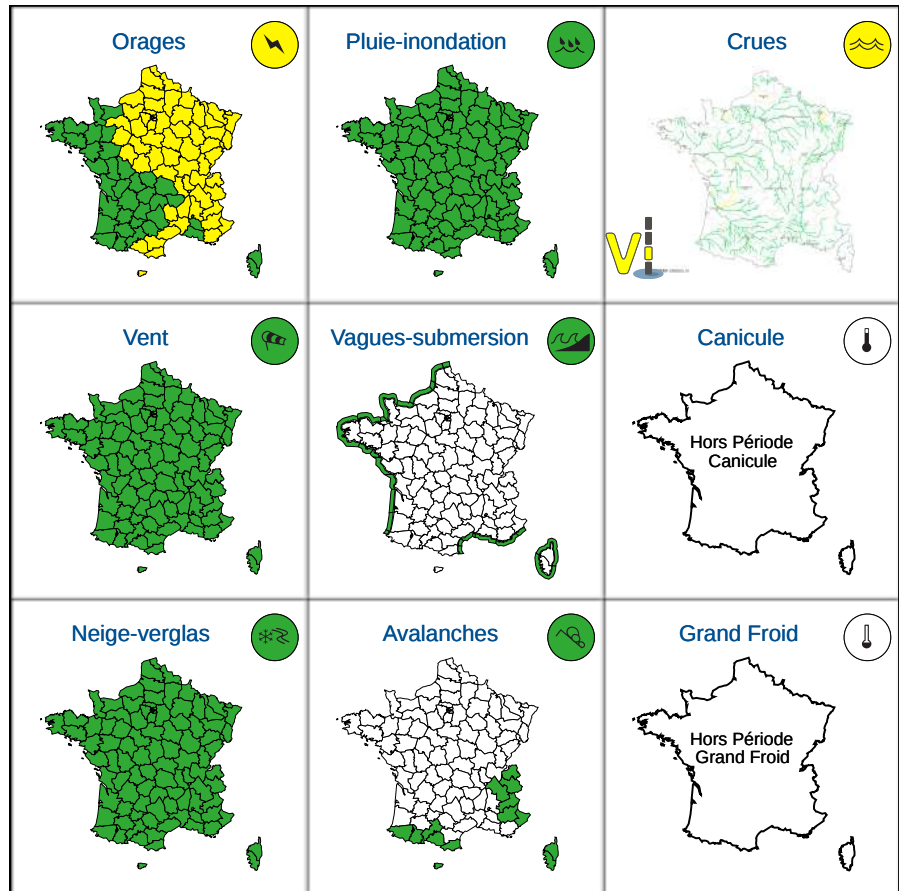 Orages
Pluie-inondation
Crues
Vi
Vent
Vagues-submersion
Canicule
Hors Période
Canicule
Neige-verglas
Avalanches
Grand Froid
Hors Période
Grand Froid